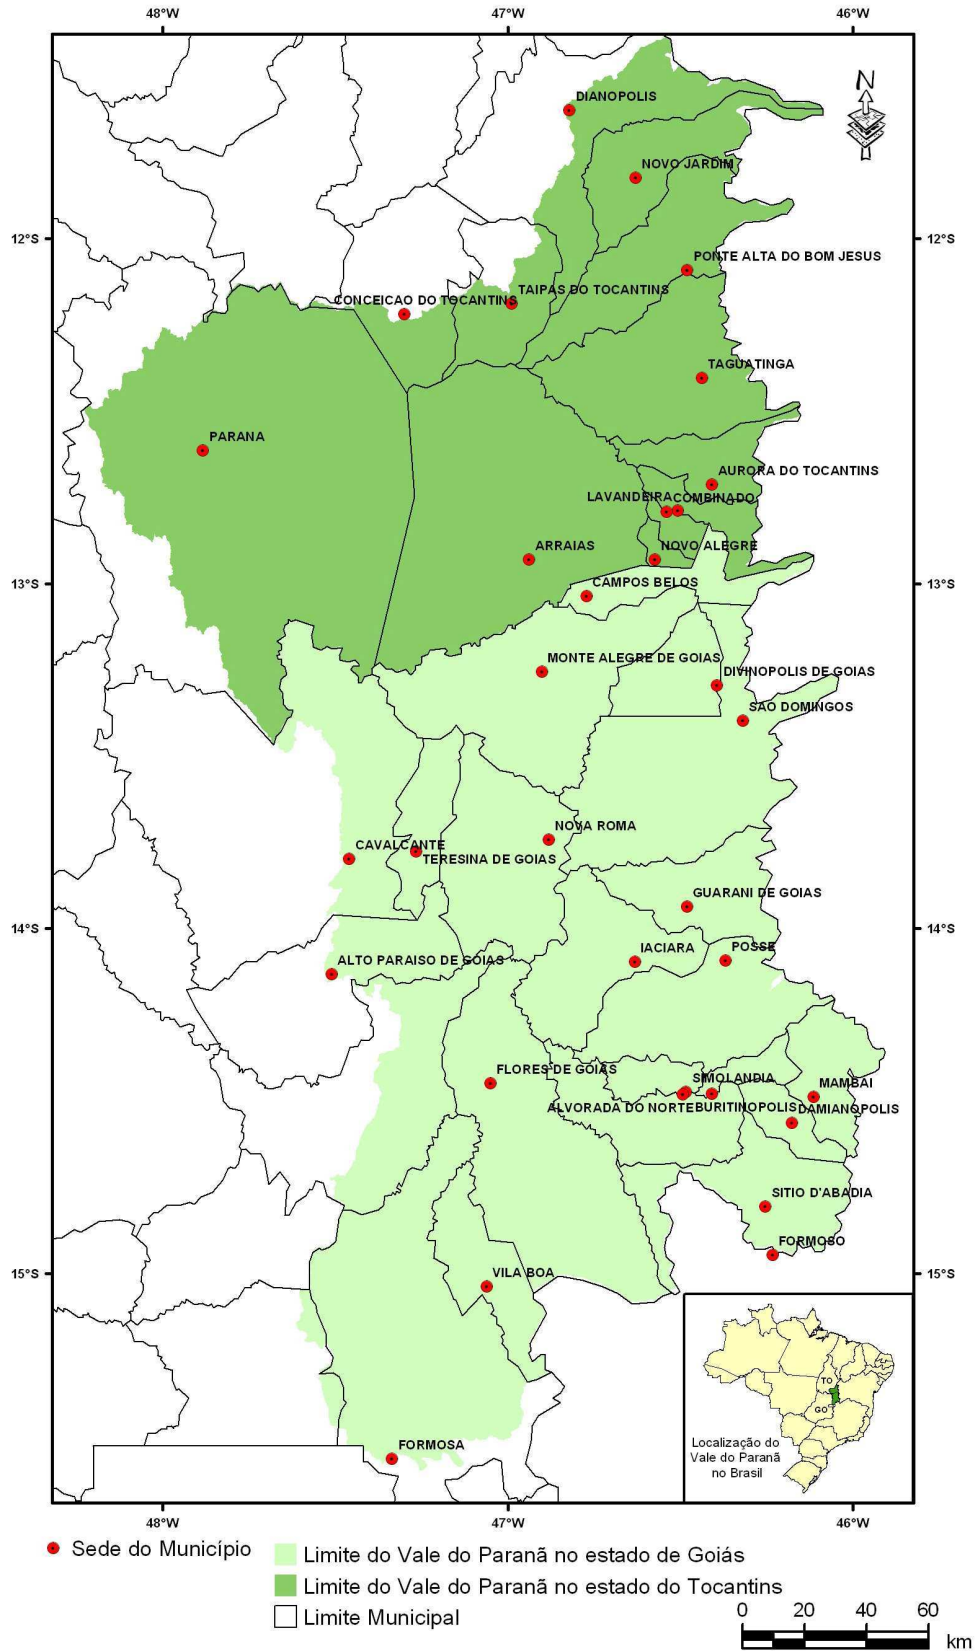 48°W 47°W 46°W
N
DIANOPOLIS
NOVO JARDIM
12°S 12°S
PONTE ALTA DO BOM JESUS
TAIPAS DO TOCANTINS
CONCEICAO DO TOCANTINS
TAGUATINGA
PARANA
AURORA DO TOCANTINS
LAVANDEIRA COMBINADO
ARRAIAS
NOVO ALEGRE
13°S 13°S
CAMPOS BELOS
MONTE ALEGRE DE GOIAS
DIVINOPOLIS DE GOIAS
SAO DOMINGOS
NOVA ROMA
CAVALCANTE
TERESINA DE GOIAS
GUARANI DE GOIAS
14°S 14°S
IACIARA
POSSE
ALTO PARAISO DE GOIAS
FLORES DE GOIAS
SIMOLANDIA
MAMBAI
ALVORADA DO NORTE BURITINOPOLIS DAMIANOPOLIS
SITIO D'ABADIA
FORMOSO
15°S 15°S
VILA BOA
TO
GO
FORMOSA
Localização do
Vale do Paranã
no Brasil
48°W 47°W 46°W
Sede do Município
Limite do Vale do Paranã no estado de Goiás
Limite do Vale do Paranã no estado do Tocantins
Limite Municipal
0 20 40 60
km